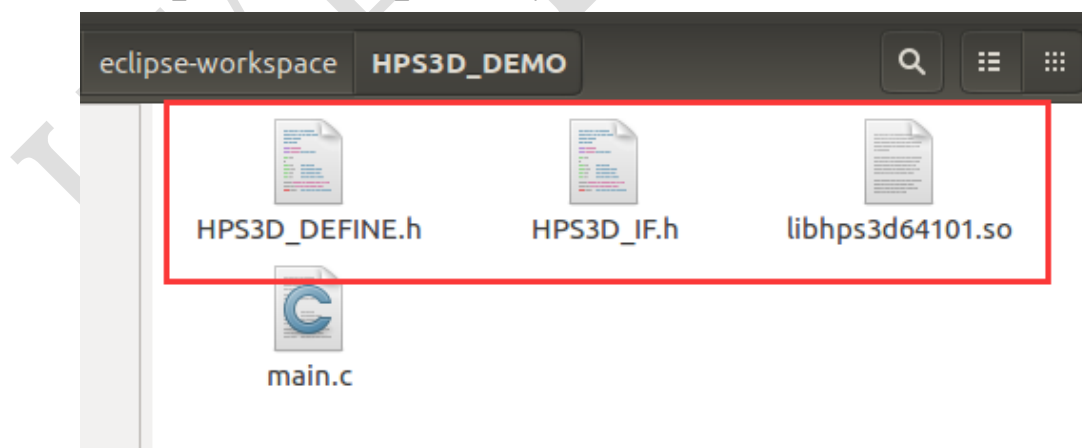 eclipse-workspace HPS3D_DEMO
HPS3D_DEFINE.h HPS3D_IF.h libhps3d64101.so
main.c